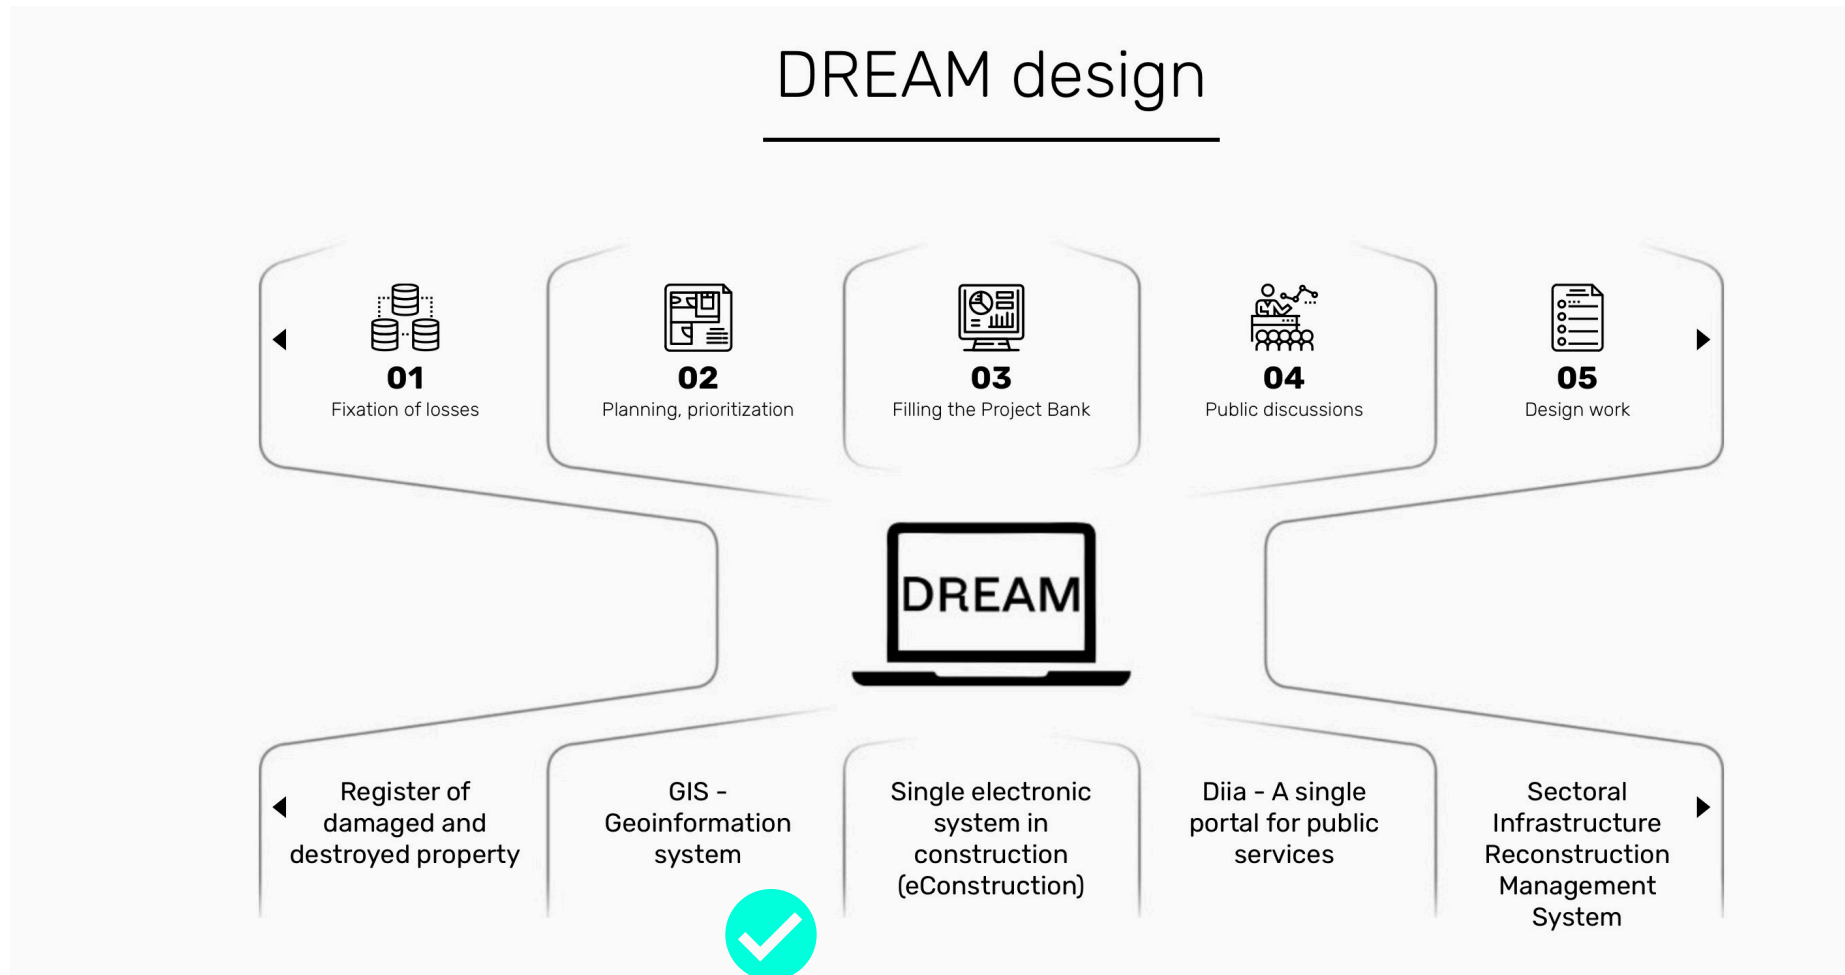 DREAM design
01
Fixation of losses
02
Planning, prioritization
03
Filling the Project Bank
04
Public discussions
05
Design work
DREAM
Register of
damaged and
destroyed property
GIS -
Geoinformation
system
Single electronic
system in
construction
(eConstruction)
Diia - A single
portal for public
services
Sectoral
Infrastructure
Reconstruction
Management
System